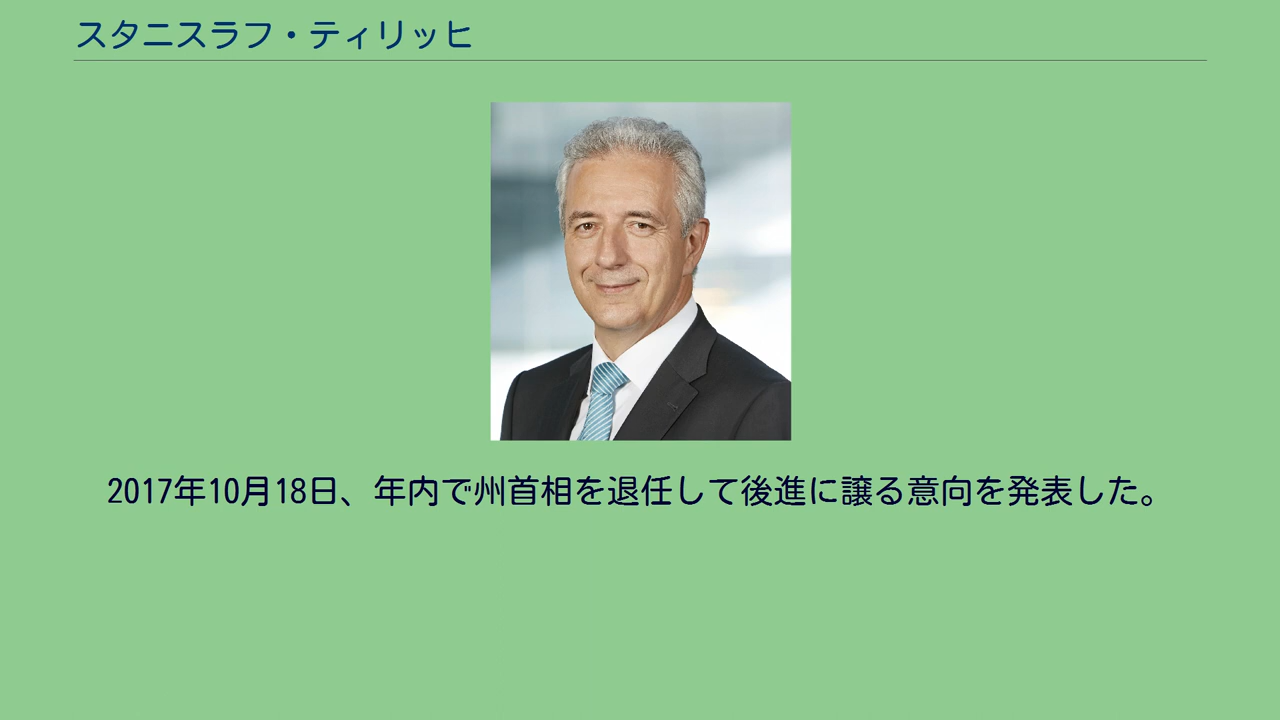 スタニスラフ・ティリッヒ
2017年10月18日、年内で州首相を退任して後進に譲る意向を発表した。